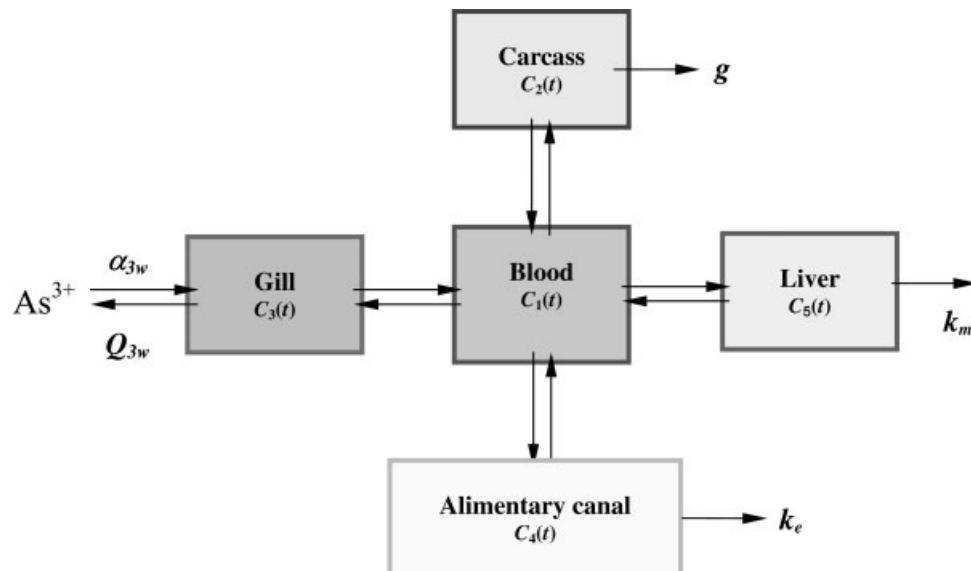 Carcass
C₂(t)
g
α₃w
As³⁺
Q₃w
Gill
C₃(t)
Blood
C₁(t)
Liver
C₅(t)
kₘ
Alimentary canal
C₄(t)
kₑ